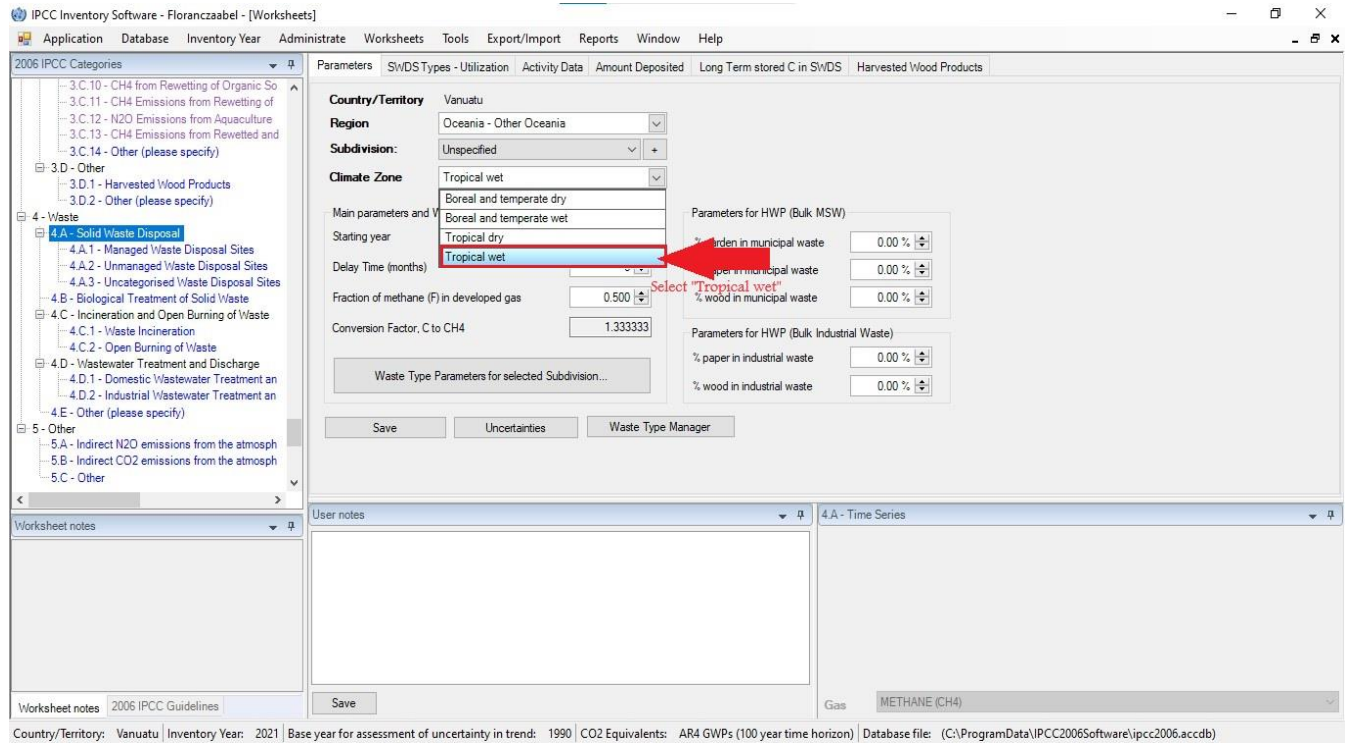 IPCC Inventory Software - Floranczaabel - [Worksheets]
Application Database Inventory Year Administrate Worksheets Tools Export/Import Reports Window Help
2006 IPCC Categories
3.C.10 - CH4 from Rewetting of Organic So
3.C.11 - CH4 Emissions from Rewetting of
3.C.12 - N2O Emissions from Aquaculture
3.C.13 - CH4 Emissions from Rewetted and
3.C.14 - Other (please specify)
3.D - Other
3.D.1 - Harvested Wood Products
3.D.2 - Other (please specify)
4 - Waste
4.A - Solid Waste Disposal
4.A.1 - Managed Waste Disposal Sites
4.A.2 - Unmanaged Waste Disposal Sites
4.A.3 - Uncategorised Waste Disposal Sites
4.B - Biological Treatment of Solid Waste
4.C - Incineration and Open Burning of Waste
4.C.1 - Waste Incineration
4.C.2 - Open Burning of Waste
4.D - Wastewater Treatment and Discharge
4.D.1 - Domestic Wastewater Treatment an
4.D.2 - Industrial Wastewater Treatment an
4.E - Other (please specify)
5 - Other
5.A - Indirect N2O emissions from the atmosph
5.B - Indirect CO2 emissions from the atmosph
5.C - Other
Parameters SWDS Types - Utilization Activity Data Amount Deposited Long Term stored C in SWDS Harvested Wood Products
Country/Territory Vanuatu
Region Oceania - Other Oceania
Subdivision: Unspecified +
Climate Zone Tropical wet
Boreal and temperate dry
Boreal and temperate wet
Tropical dry
Tropical wet
Main parameters and W
Starting year
Delay Time (months)
Fraction of methane (F) in developed gas 0.500
Conversion Factor, C to CH4 1.333333
Waste Type Parameters for selected Subdivision...
Select "Tropical wet"
Parameters for HWP (Bulk MSW)
in municipal waste 0.00 %
municipal waste 0.00 %
% wood in municipal waste 0.00 %
Parameters for HWP (Bulk Industrial Waste)
% paper in industrial waste 0.00 %
% wood in industrial waste 0.00 %
Save Uncertainties Waste Type Manager
Worksheet notes
Worksheet notes 2006 IPCC Guidelines
User notes
Save
4.A - Time Series
Gas METHANE (CH4)
Country/Territory: Vanuatu Inventory Year: 2021 Base year for assessment of uncertainty in trend: 1990 CO2 Equivalents: AR4 GWPs (100 year time horizon) Database file: (C:\ProgramData\IPCC2006Software\ipcc2006.accdb)